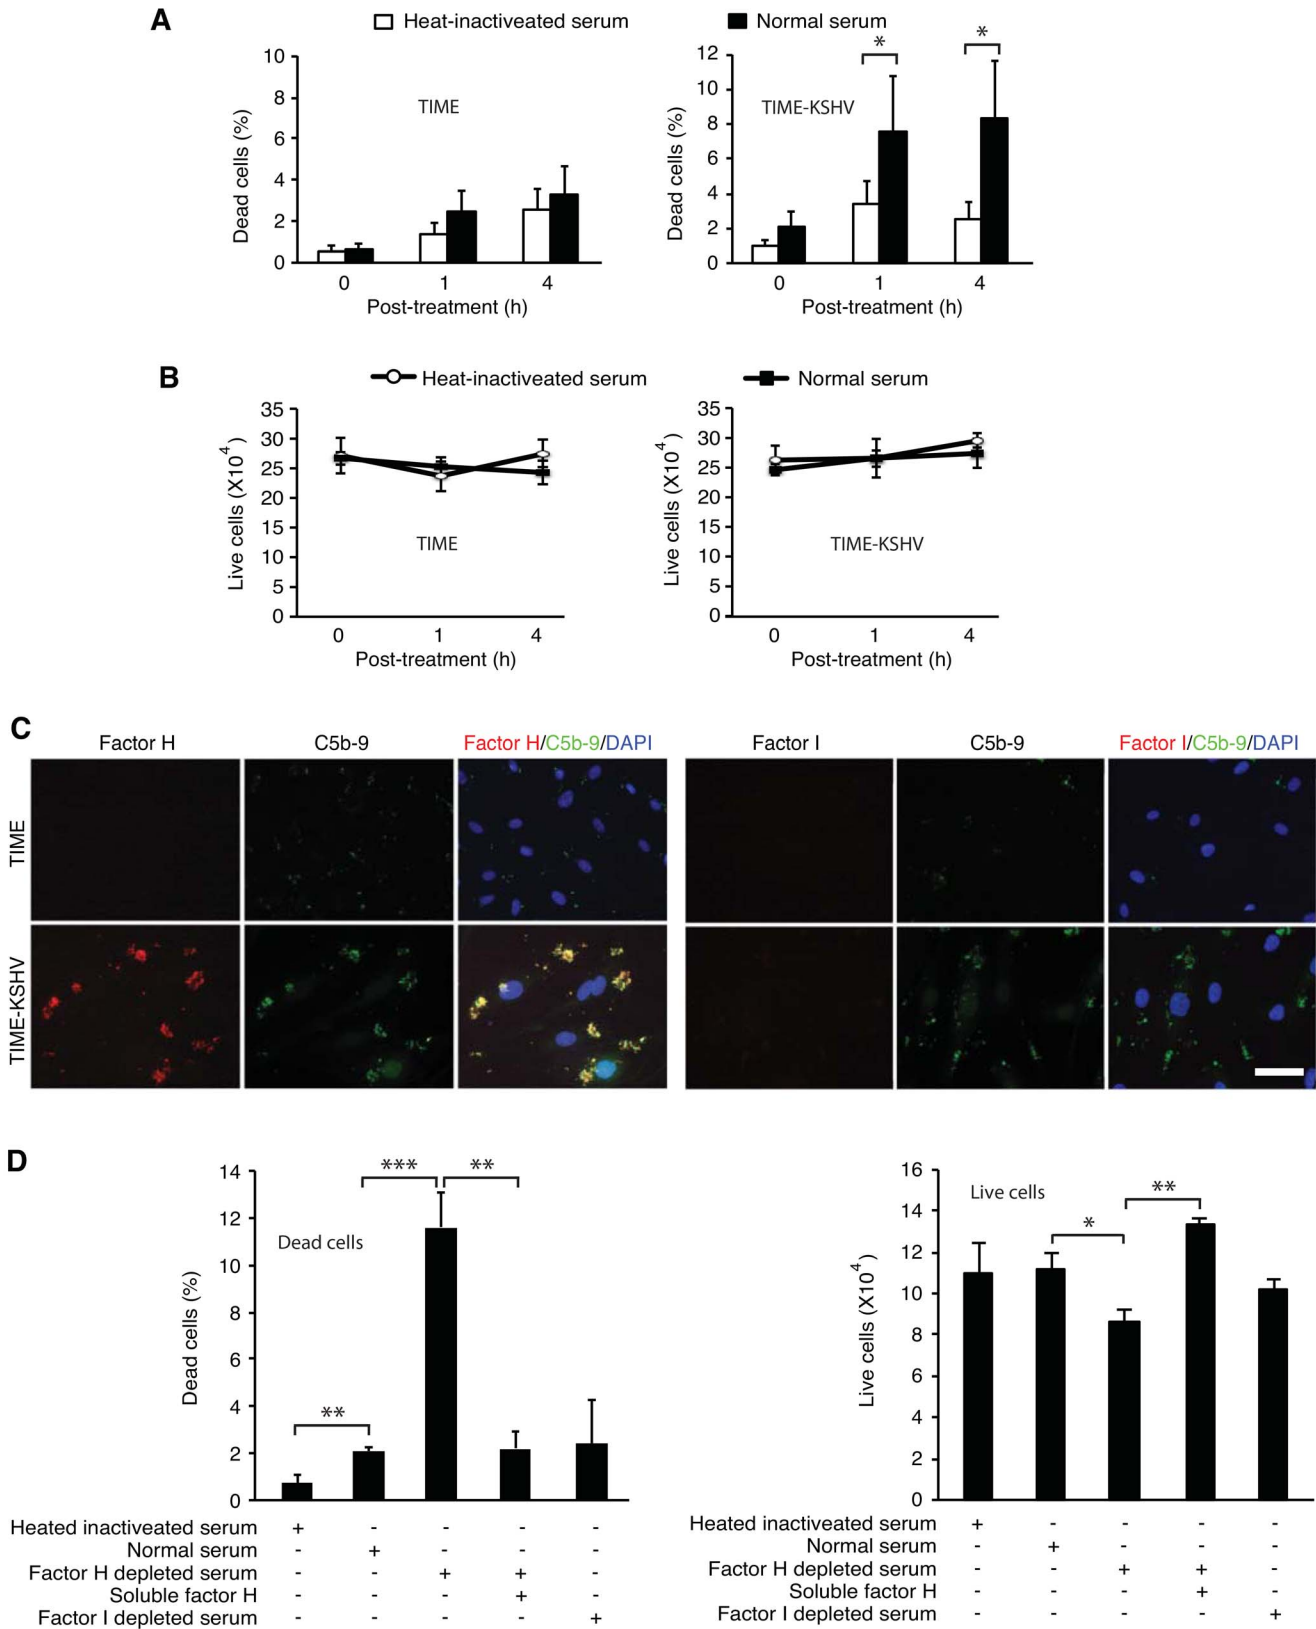 A
Heat-inactiveated serum
Normal serum
Dead cells (%)
10
8
6
4
2
0
TIME
0 1 4
Post-treatment (h)
Dead cells (%)
12
10
8
6
4
2
0
TIME-KSHV
*
*
0 1 4
Post-treatment (h)
B
Heat-inactiveated serum
Normal serum
Live cells (X10^4)
35
30
25
20
15
10
5
0
TIME
0 1 4
Post-treatment (h)
Live cells (X10^4)
35
30
25
20
15
10
5
0
TIME-KSHV
0 1 4
Post-treatment (h)
C
Factor H
C5b-9
Factor H/C5b-9/DAPI
Factor I
C5b-9
Factor I/C5b-9/DAPI
TIME
TIME-KSHV
D
Dead cells (%)
14
12
10
8
6
4
2
0
Dead cells
**
***
**
Heated inactiveated serum + - - - -
Normal serum - + - - -
Factor H depleted serum - - + + -
Soluble factor H - - - + -
Factor I depleted serum - - - - +
Live cells (X10^4)
16
14
12
10
8
6
4
2
0
Live cells
*
**
Heated inactiveated serum + - - - -
Normal serum - + - - -
Factor H depleted serum - - + + -
Soluble factor H - - - + -
Factor I depleted serum - - - - +